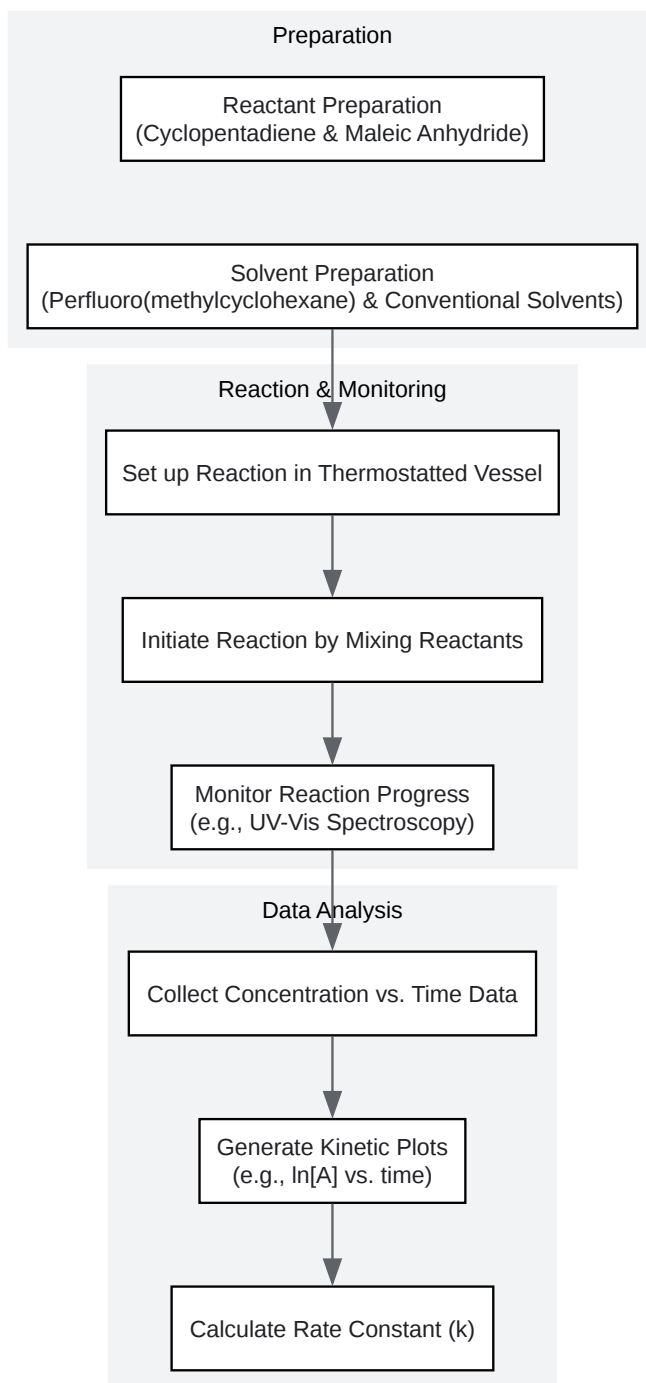 Preparation
Reactant Preparation
(Cyclopentadiene & Maleic Anhydride)
Solvent Preparation
(Perfluoro(methylcyclohexane) & Conventional Solvents)
Reaction & Monitoring
Set up Reaction in Thermostatted Vessel
Initiate Reaction by Mixing Reactants
Monitor Reaction Progress
(e.g., UV-Vis Spectroscopy)
Data Analysis
Collect Concentration vs. Time Data
Generate Kinetic Plots
(e.g., ln[A] vs. time)
Calculate Rate Constant (k)